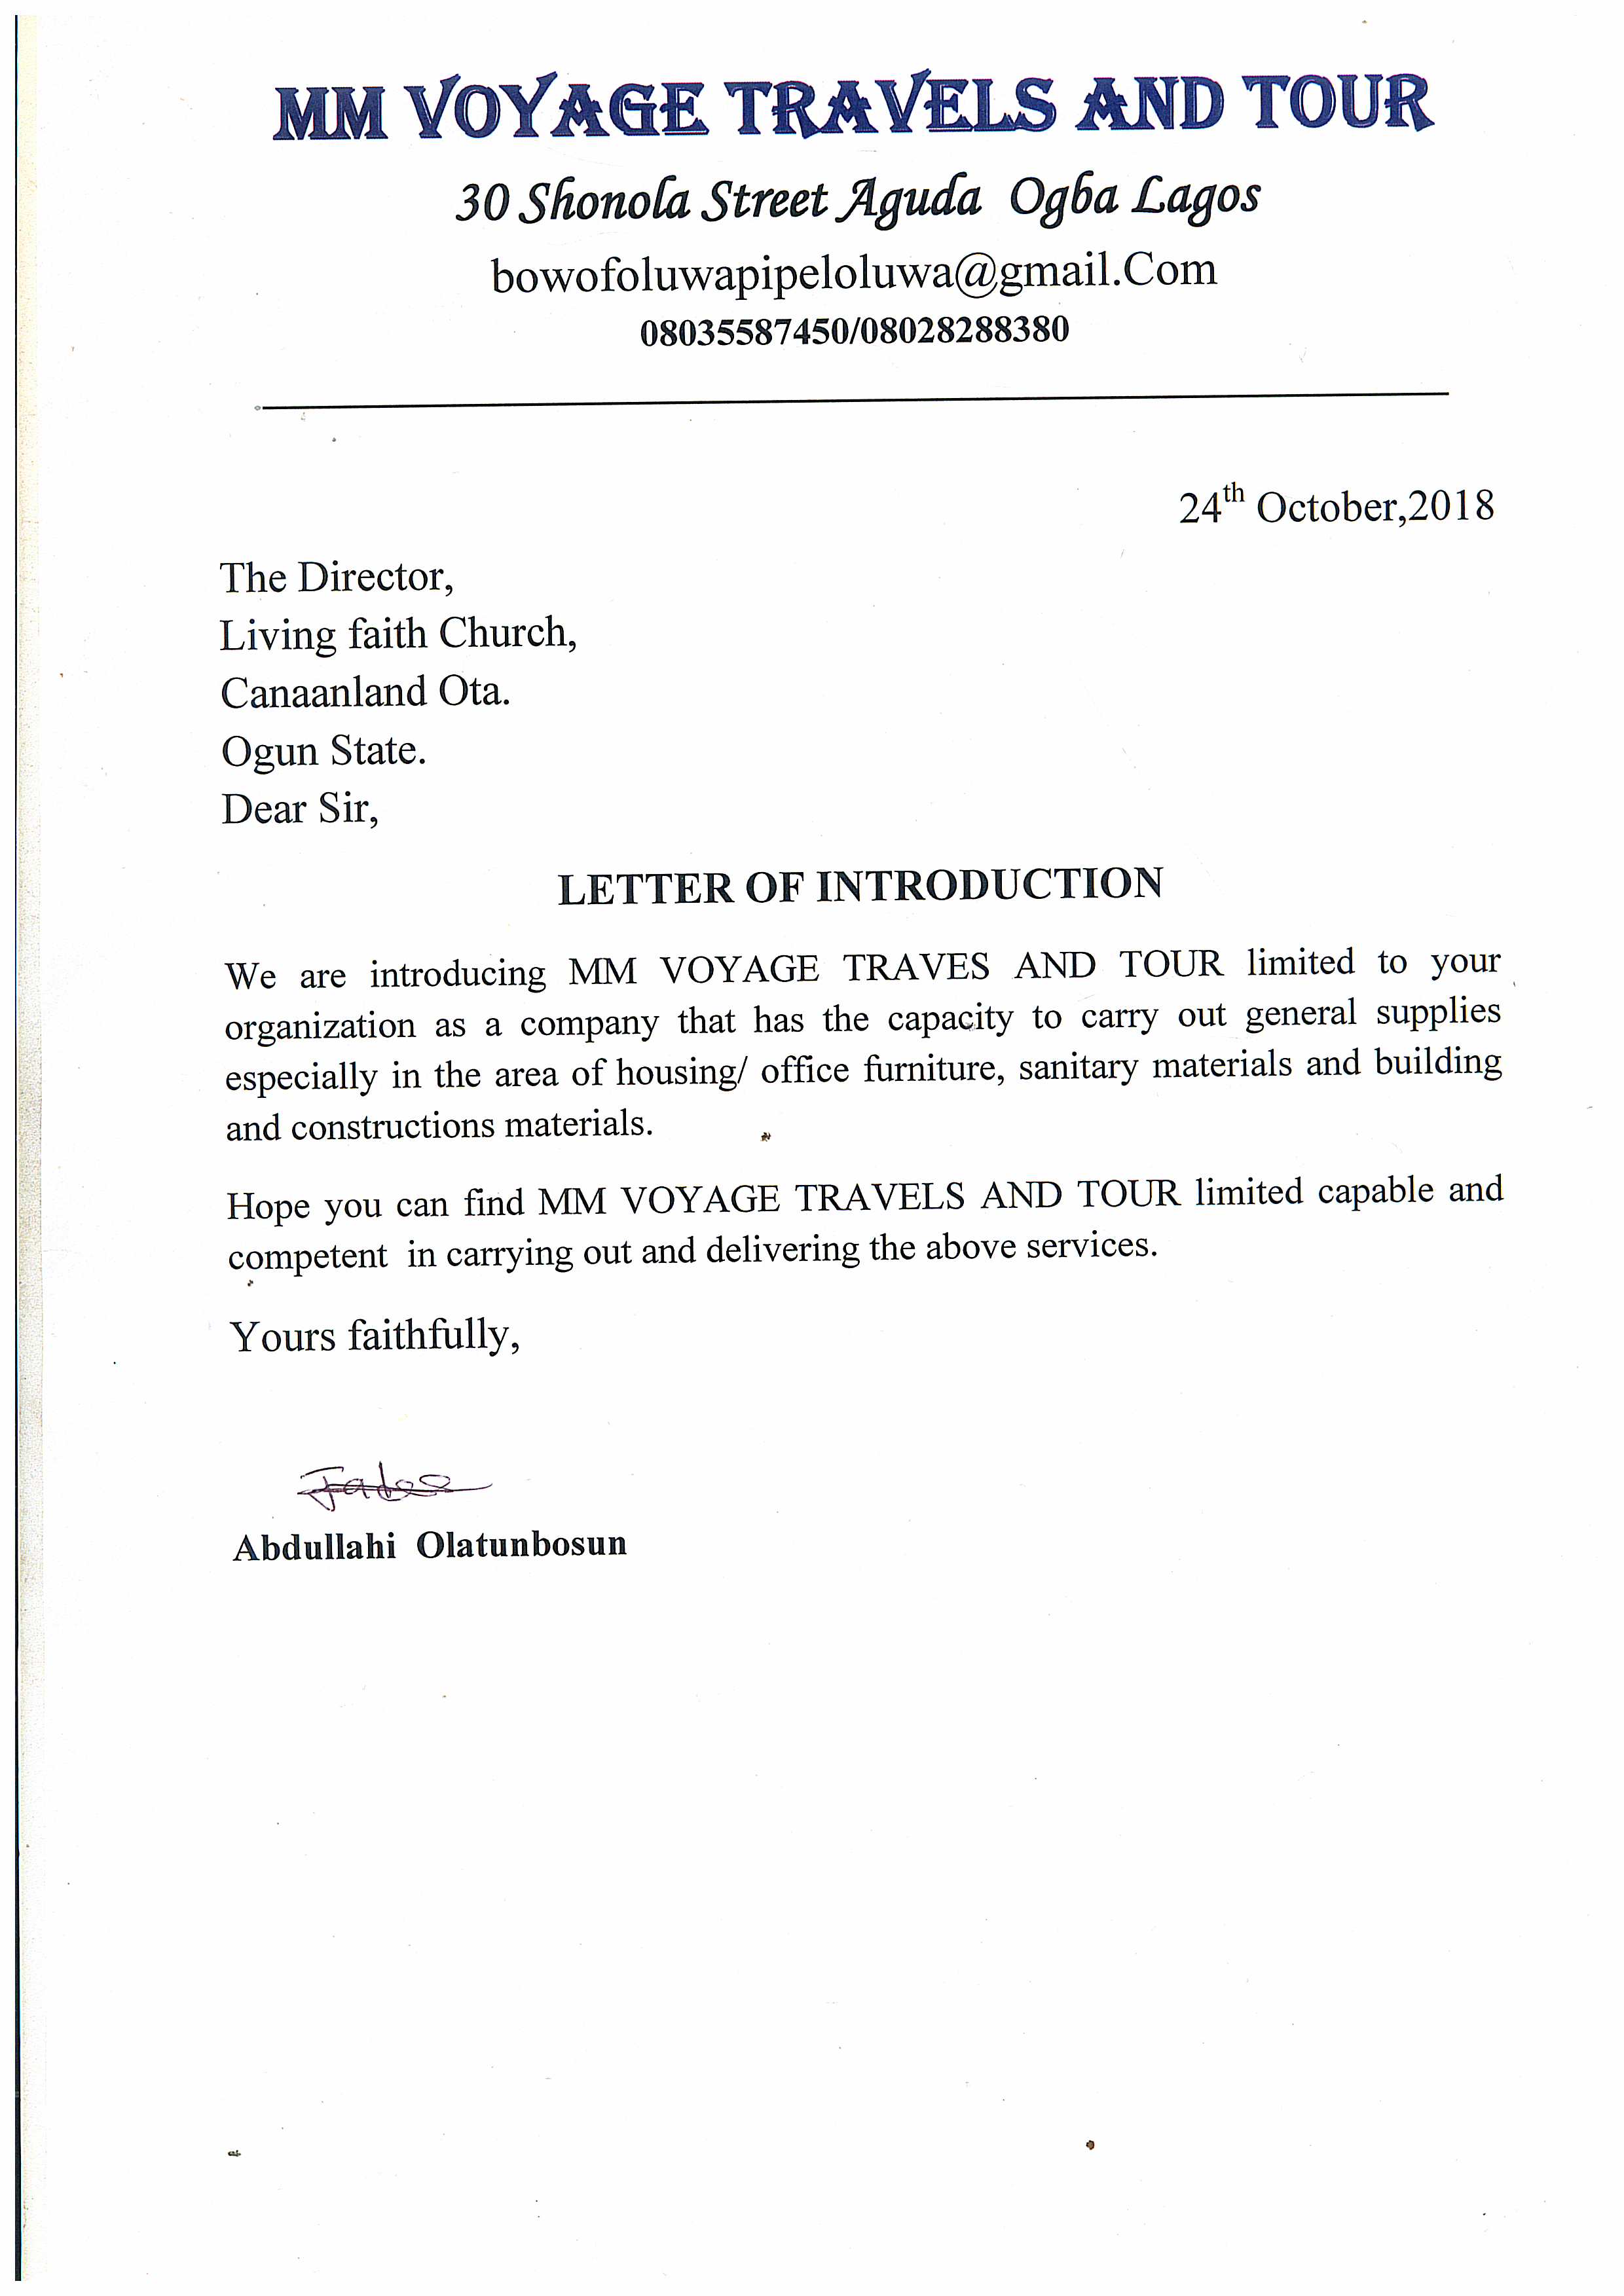 MM VOYAGE TRAVELS AND TOUR
30 Shonola Street Aguda Ogba Lagos
bowofoluwapipeloluwa@gmail.Com
08035587450/08028288380
24th October,2018
The Director,
Living faith Church,
Canaanland Ota.
Ogun State.
Dear Sir,
LETTER OF INTRODUCTION
We are introducing MM VOYAGE TRAVES AND TOUR limited to your
organization as a company that has the capacity to carry out general supplies
especially in the area of housing/ office furniture, sanitary materials and building
and constructions materials.
Hope you can find MM VOYAGE TRAVELS AND TOUR limited capable and
competent in carrying out and delivering the above services.
Yours faithfully,
Abdullahi Olatunbosun